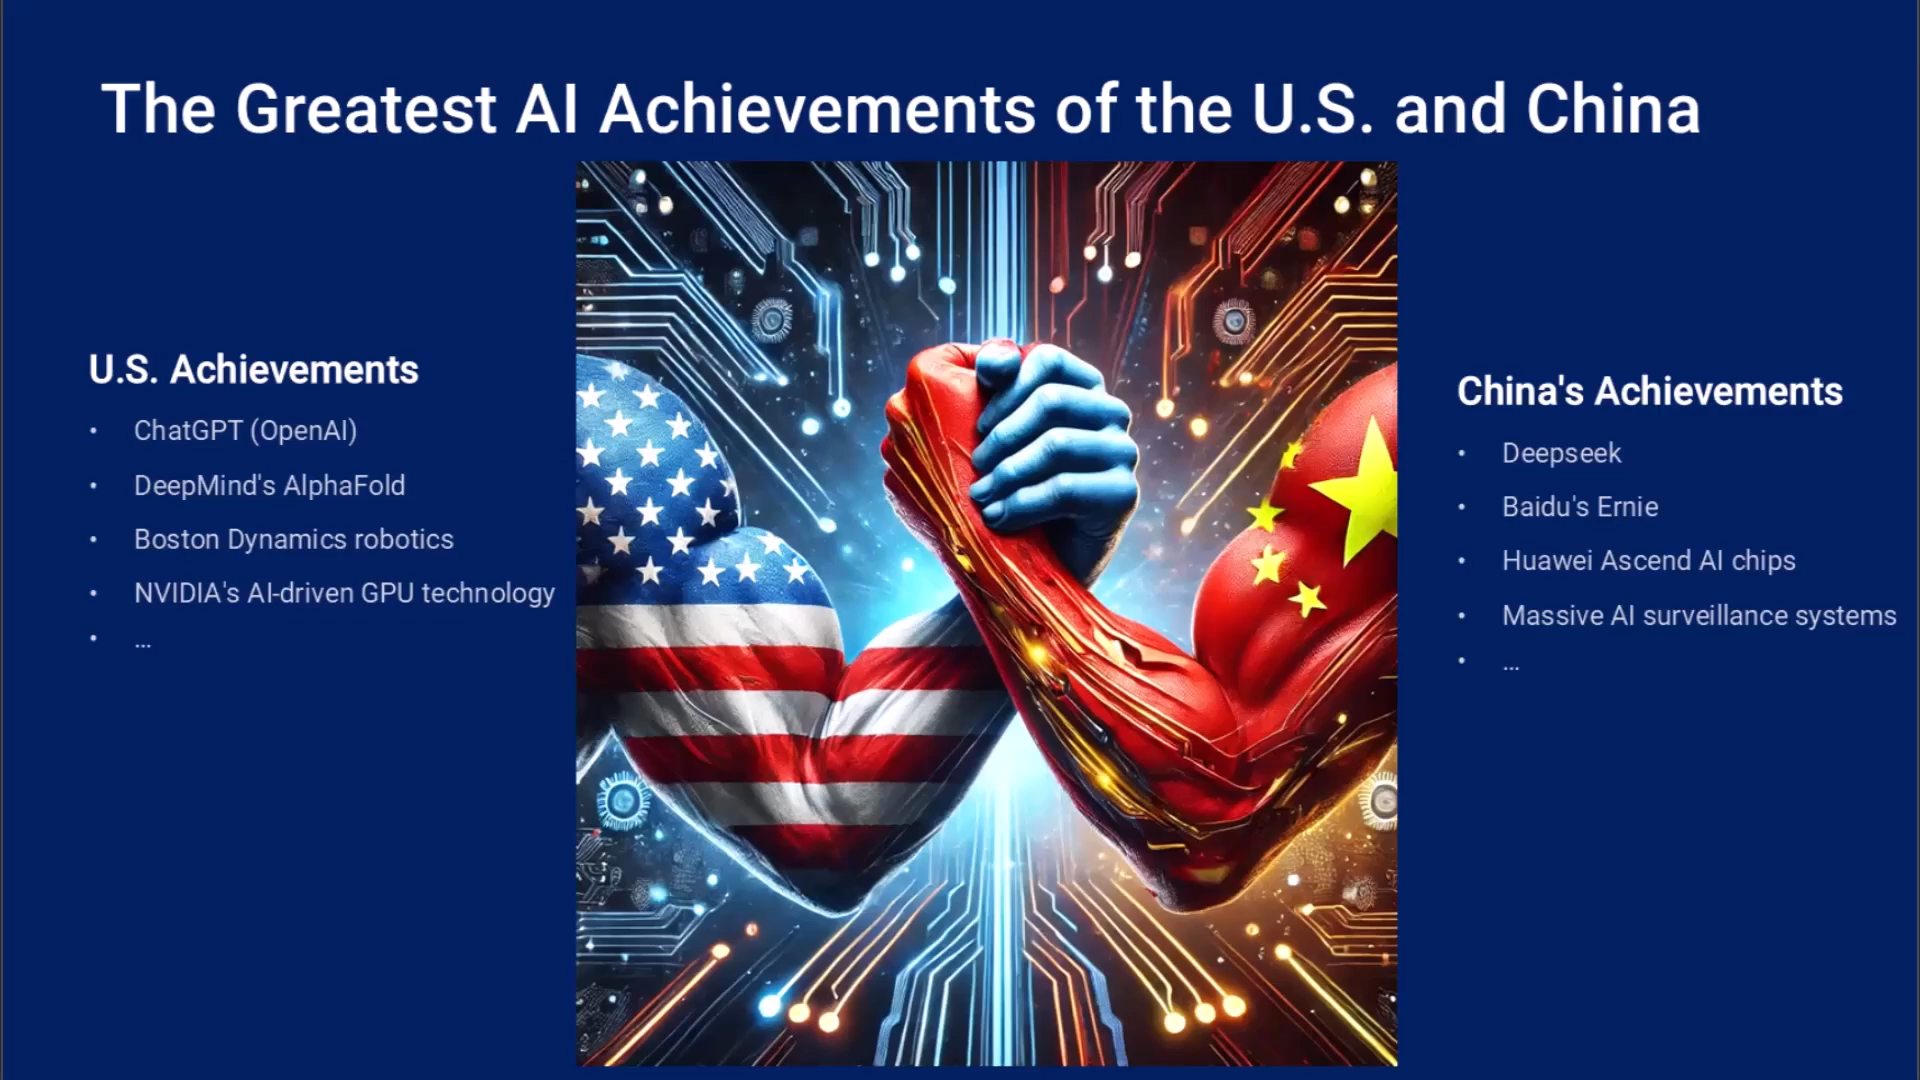 The Greatest AI Achievements of the U.S. and China
U.S. Achievements
• ChatGPT (OpenAI)
• DeepMind's AlphaFold
• Boston Dynamics robotics
• NVIDIA's AI-driven GPU technology
• ...
China's Achievements
• Deepseek
• Baidu's Ernie
• Huawei Ascend AI chips
• Massive AI surveillance systems
• ...